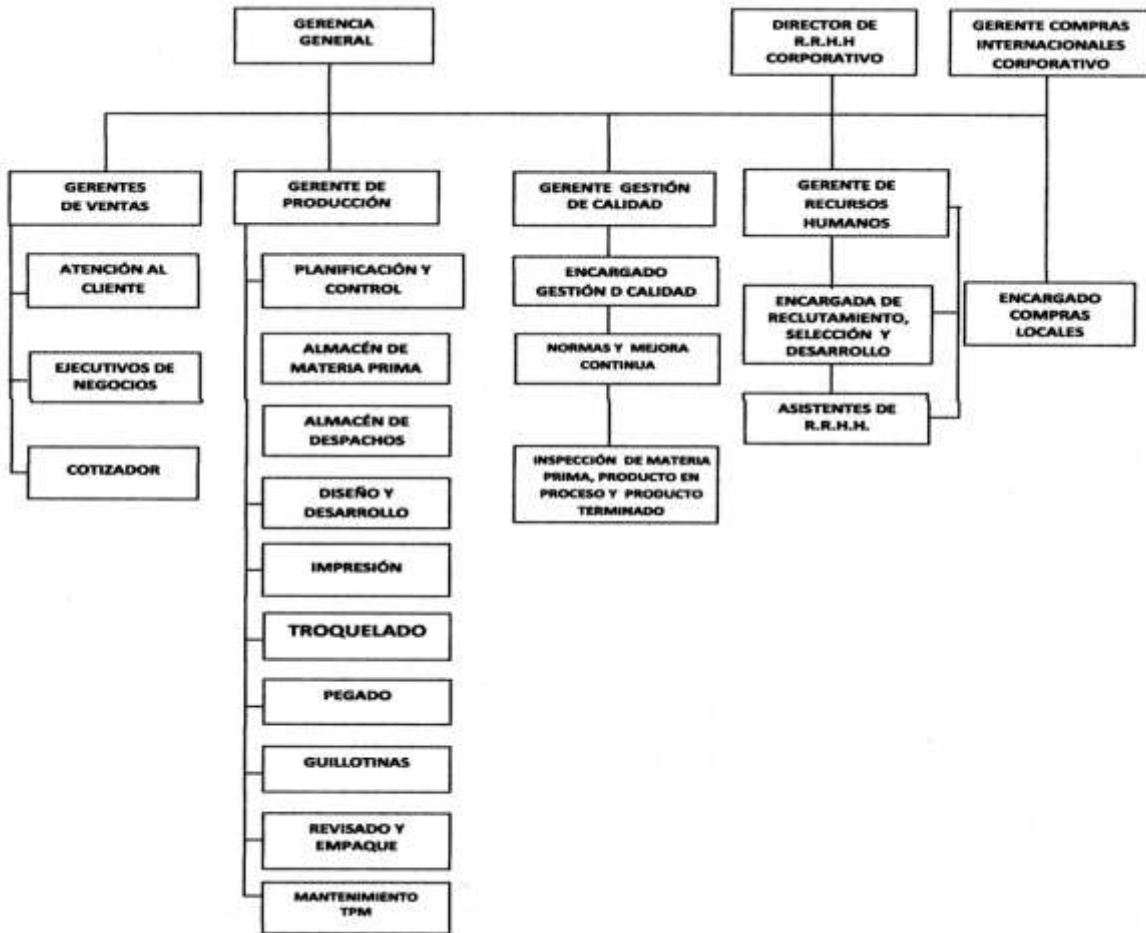 GERENCIA
GENERAL
DIRECTOR DE
R.R.H.H
CORPORATIVO
GERENTE COMPRAS
INTERNACIONALES
CORPORATIVO
GERENTES
DE VENTAS
ATENCIÓN AL
CLIENTE
EJECUTIVOS DE
NEGOCIOS
COTIZADOR
GERENTE DE
PRODUCCIÓN
PLANIFICACIÓN Y
CONTROL
ALMACÉN DE
MATERIA PRIMA
ALMACÉN DE
DESPACHOS
DISEÑO Y
DESARROLLO
IMPRESIÓN
TROQUELADO
PEGADO
GUILLOTINAS
REVISADO Y
EMPAQUE
MANTENIMIENTO
TPM
GERENTE GESTIÓN
DE CALIDAD
ENCARGADO
GESTIÓN D CALIDAD
NORMAS Y MEJORA
CONTINUA
INSPECCIÓN DE MATERIA
PRIMA, PRODUCTO EN
PROCESO Y PRODUCTO
TERMINADO
GERENTE DE
RECURSOS
HUMANOS
ENCARGADA DE
RECLUTAMIENTO,
SELECCIÓN Y
DESARROLLO
ASISTENTES DE
R.R.H.H.
ENCARGADO
COMPRAS
LOCALES